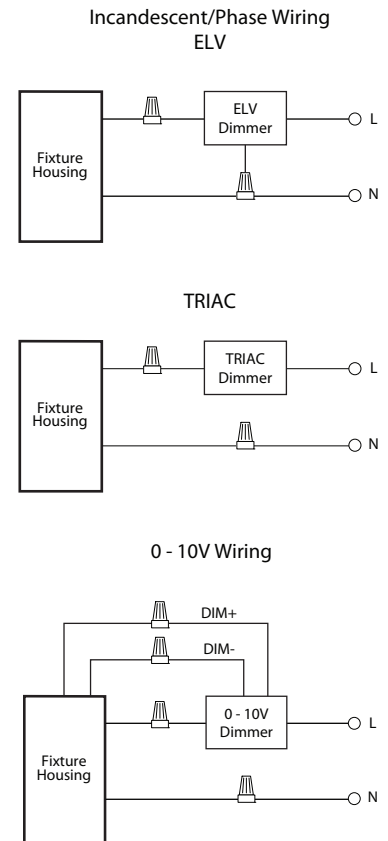 Incandescent/Phase Wiring
ELV
ELV
Dimmer
L
Fixture
Housing
N
TRIAC
TRIAC
Dimmer
L
Fixture
Housing
N
0 - 10V Wiring
DIM+
DIM-
0 - 10V
Dimmer
L
Fixture
Housing
N